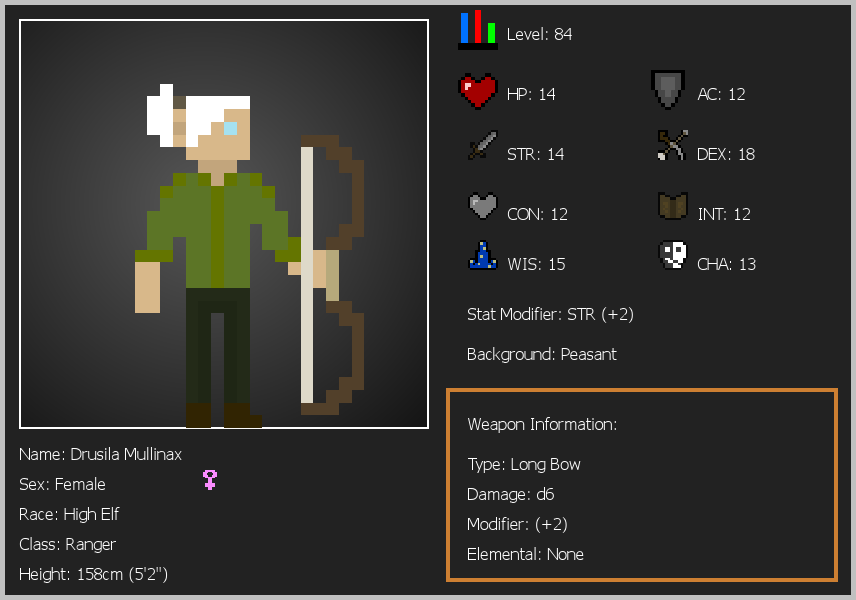 Level: 84
HP: 14
AC: 12
STR: 14
DEX: 18
CON: 12
INT: 12
WIS: 15
CHA: 13
Stat Modifier: STR (+2)
Background: Peasant
Weapon Information:
Type: Long Bow
Damage: d6
Modifier: (+2)
Elemental: None
Name: Drusila Mullinax
Sex: Female
Race: High Elf
Class: Ranger
Height: 158cm (5'2")